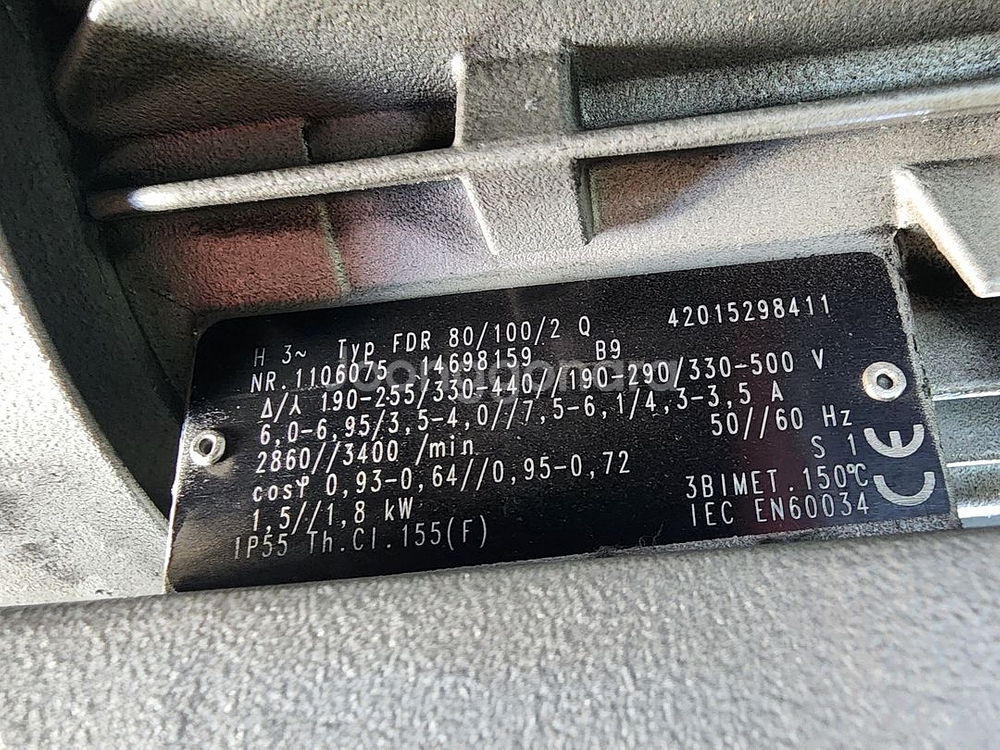 H 3~ Typ FDR 80/100/2 Q 42015298411
NR.1106075 14698159 B9
Δ/⅄ 190-255/330-440//190-290/330-500 V
6,0-6,95/3,5-4,0//7,5-6,1/4,3-3,5 A
2860//3400 /min 50//60 Hz
cosφ 0,93-0,64//0,95-0,72 S 1
1,5//1,8 kW 3BIMET.150°C
IP55 Th.Cl.155(F) IEC EN60034
CE
Joonggonara